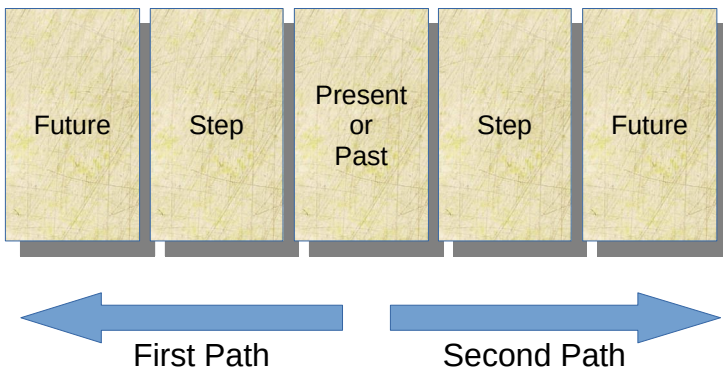 Future
Step
Present
or
Past
Step
Future
First Path
Second Path